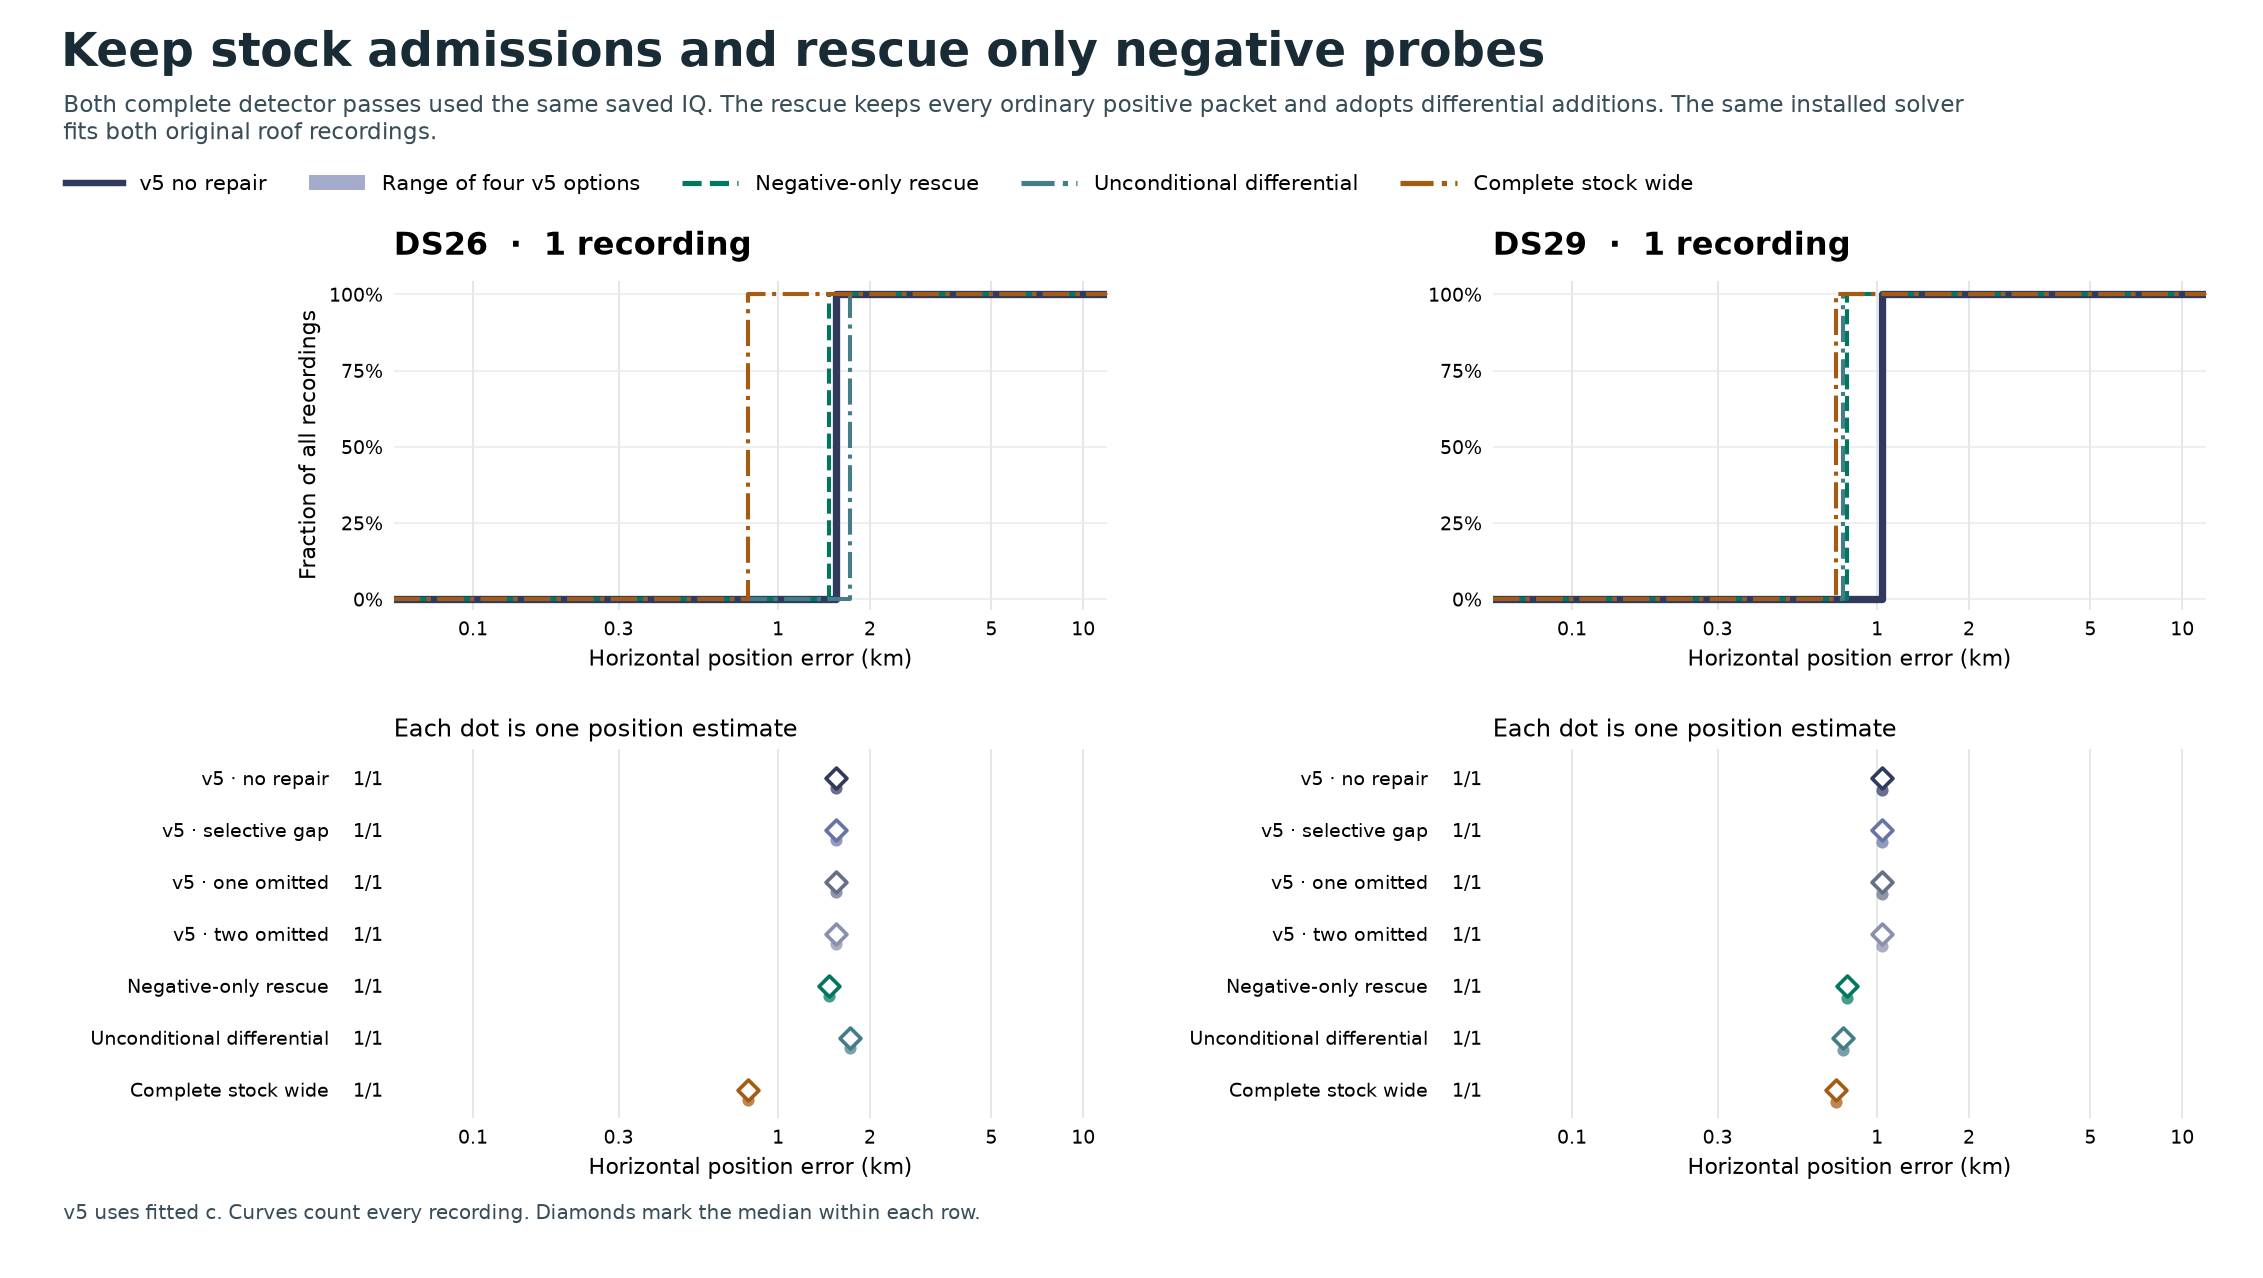 Keep stock admissions and rescue only negative probes
Both complete detector passes used the same saved IQ. The rescue keeps every ordinary positive packet and adopts differential additions. The same installed solver
fits both original roof recordings.
v5 no repair
Range of four v5 options
Negative-only rescue
Unconditional differential
Complete stock wide
DS26 · 1 recording
Fraction of all recordings
100%
75%
50%
25%
0%
0.1 0.3 1 2 5 10
Horizontal position error (km)
DS29 · 1 recording
100%
75%
50%
25%
0%
0.1 0.3 1 2 5 10
Horizontal position error (km)
Each dot is one position estimate
v5 · no repair 1/1
v5 · selective gap 1/1
v5 · one omitted 1/1
v5 · two omitted 1/1
Negative-only rescue 1/1
Unconditional differential 1/1
Complete stock wide 1/1
0.1 0.3 1 2 5 10
Horizontal position error (km)
Each dot is one position estimate
v5 · no repair 1/1
v5 · selective gap 1/1
v5 · one omitted 1/1
v5 · two omitted 1/1
Negative-only rescue 1/1
Unconditional differential 1/1
Complete stock wide 1/1
0.1 0.3 1 2 5 10
Horizontal position error (km)
v5 uses fitted c. Curves count every recording. Diamonds mark the median within each row.